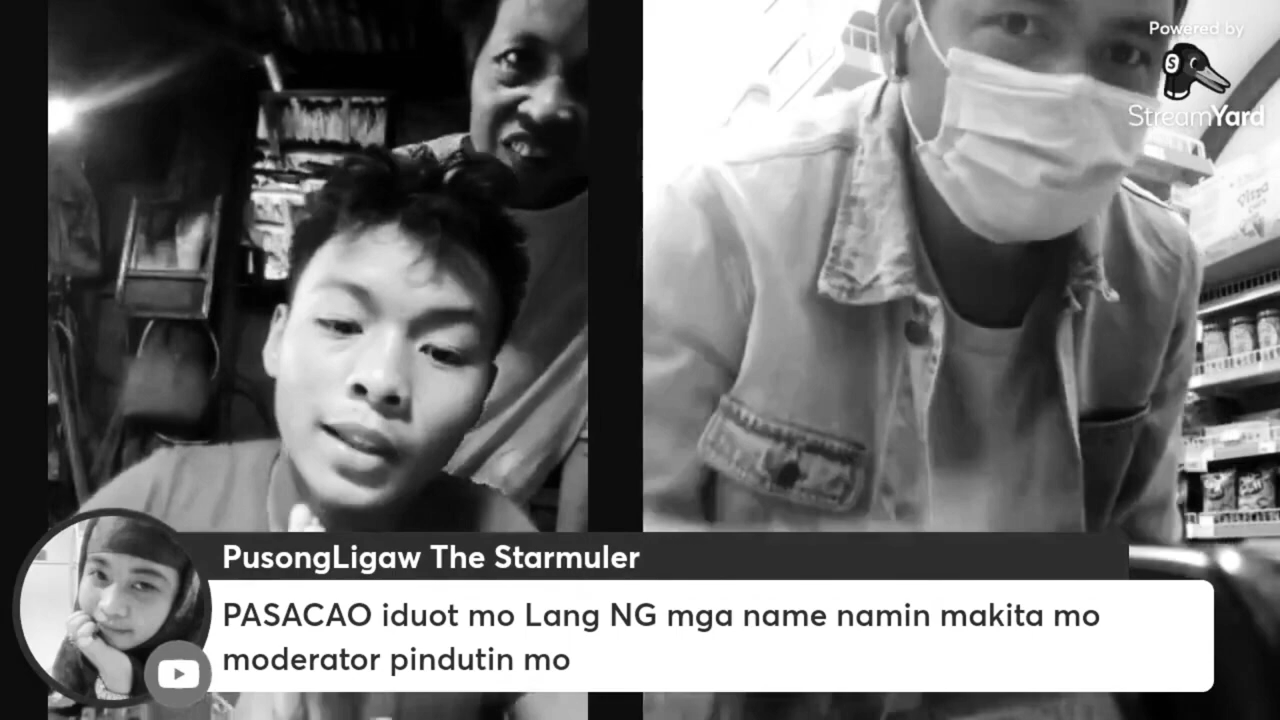 Powered by
StreamYard
PusongLigaw The Starmuler
PASACAO iduot mo Lang NG mga name namin makita mo
moderator pindutin mo